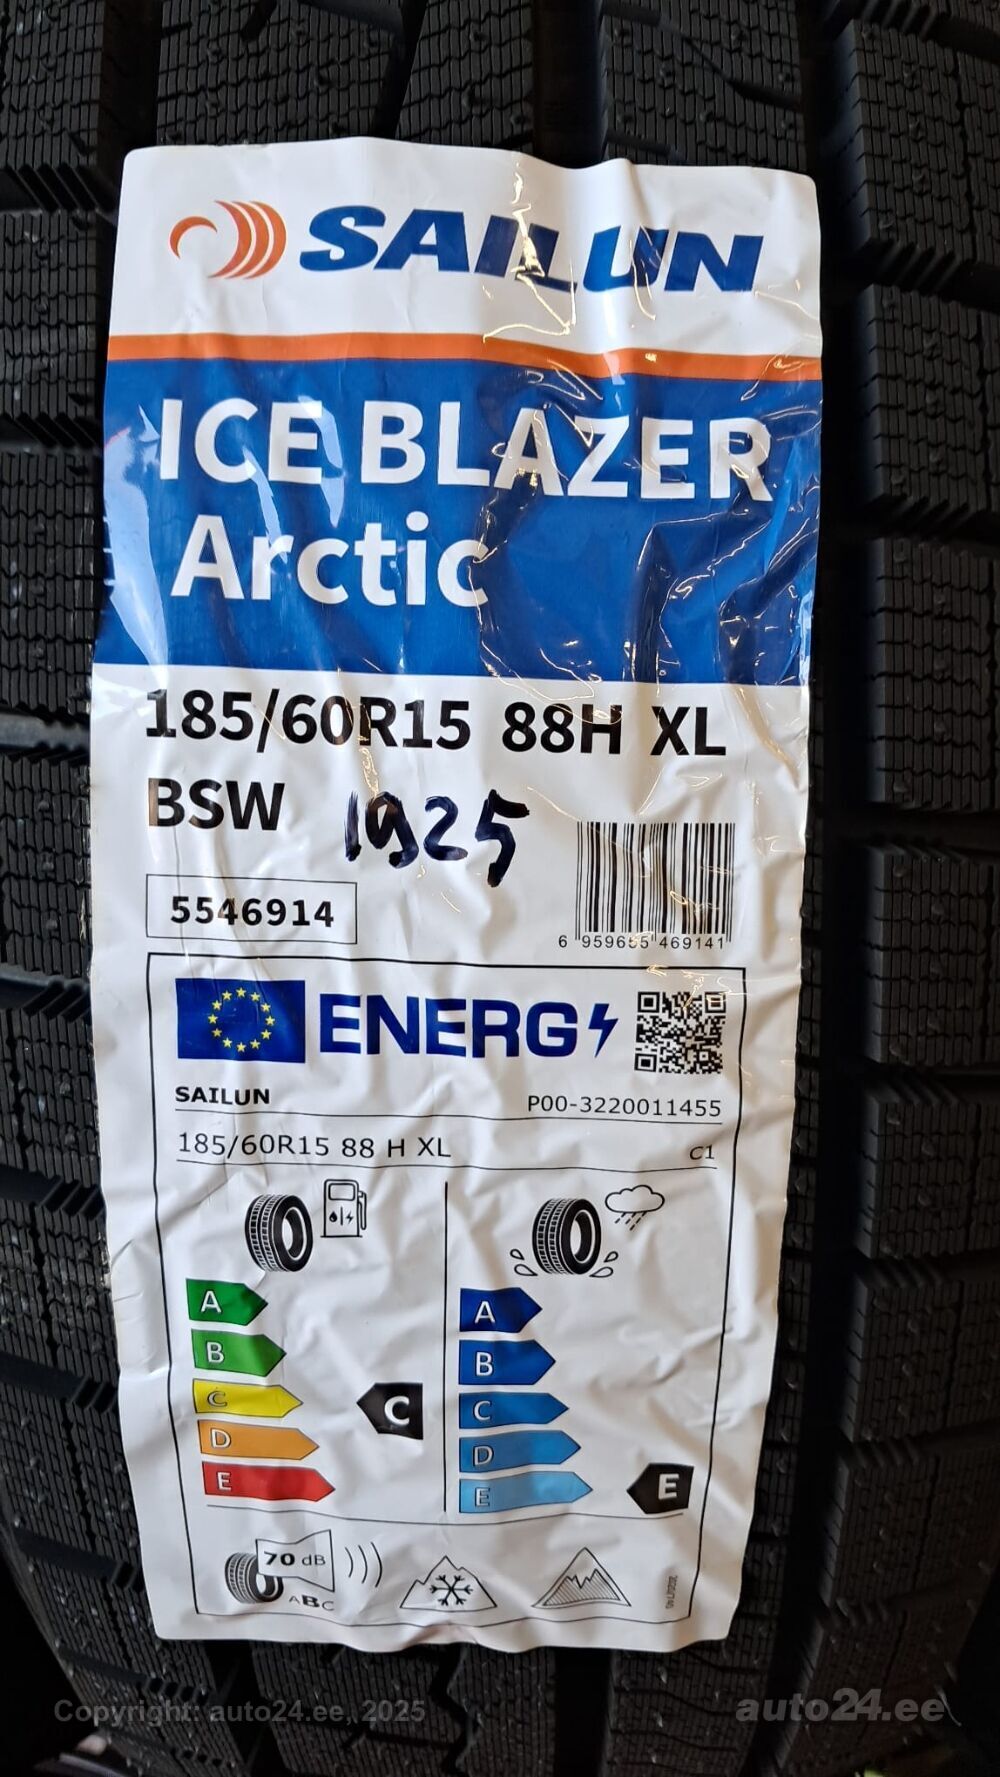 SAILUN
ICE BLAZER
Arctic
185/60R15 88H XL
BSW 1925
5546914
6 959655 469141
ENERG
SAILUN P00-3220011455
185/60R15 88 H XL C1
A A
B B
C C C
D D
E E E
70 dB
ABC
Copyright: auto24.ee, 2025 auto24.ee